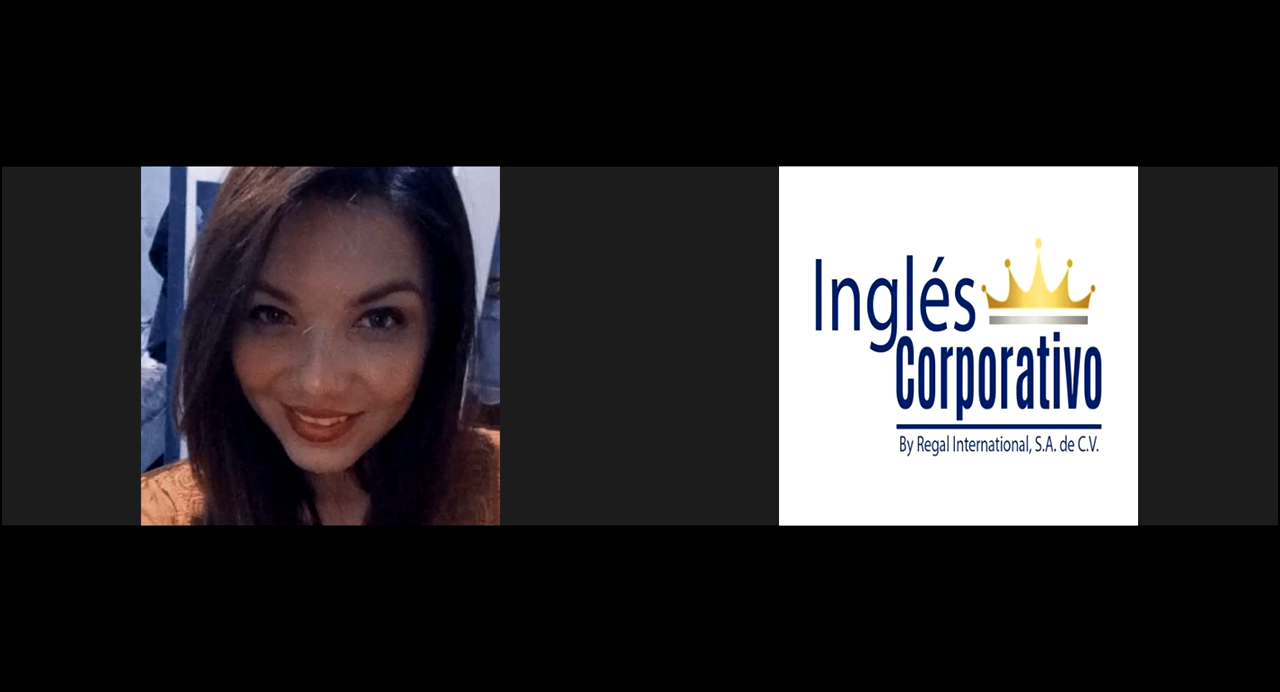 Inglés
Corporativo
By Regal International, S.A. de C.V.